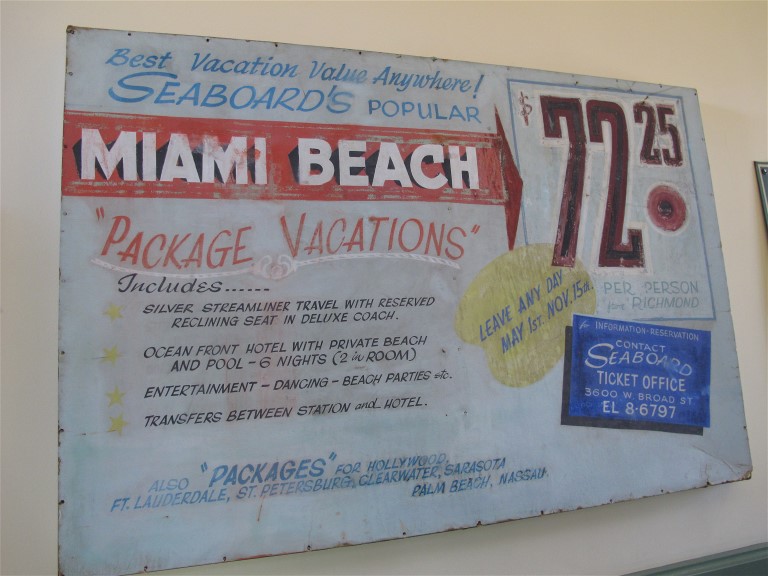 Best Vacation Value Anywhere!
SEABOARD'S POPULAR
MIAMI BEACH
"PACKAGE VACATIONS"
Includes......
SILVER STREAMLINER TRAVEL WITH RESERVED
RECLINING SEAT IN DELUXE COACH.
OCEAN FRONT HOTEL WITH PRIVATE BEACH
AND POOL - 6 NIGHTS (2 in ROOM)
ENTERTAINMENT - DANCING - BEACH PARTIES etc.
TRANSFERS BETWEEN STATION and HOTEL.
ALSO "PACKAGES" FOR HOLLYWOOD,
FT. LAUDERDALE, ST. PETERSBURG, CLEARWATER, SARASOTA
PALM BEACH, NASSAU.
$72.25
PER PERSON
from RICHMOND
LEAVE ANY DAY
MAY 1ST. NOV. 15th.
for INFORMATION-RESERVATION
CONTACT
SEABOARD
TICKET OFFICE
3600 W. BROAD ST.
EL 8-6797